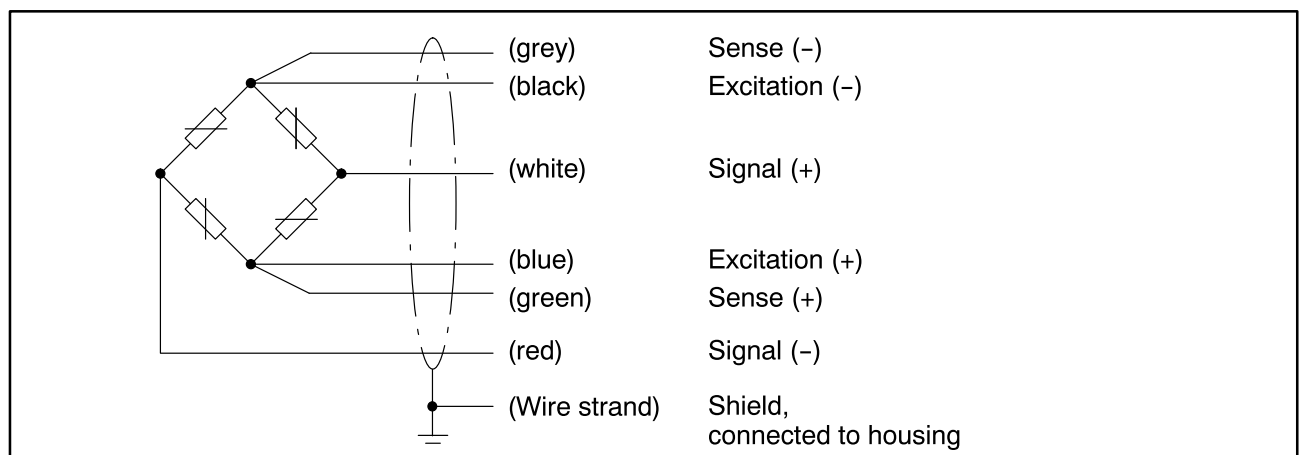 (grey) Sense (−)
(black) Excitation (−)
(white) Signal (+)
(blue) Excitation (+)
(green) Sense (+)
(red) Signal (−)
(Wire strand) Shield,
connected to housing